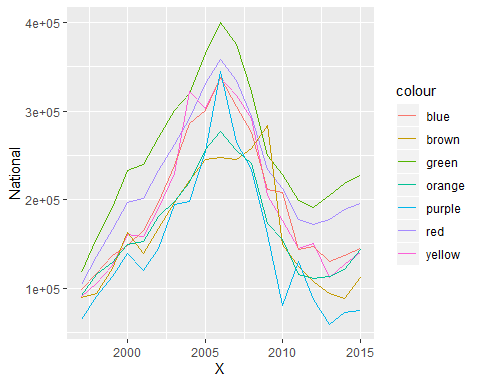 4e+05
3e+05
2e+05
1e+05
National
2000
2005
2010
2015
X
colour
blue
brown
green
orange
purple
red
yellow